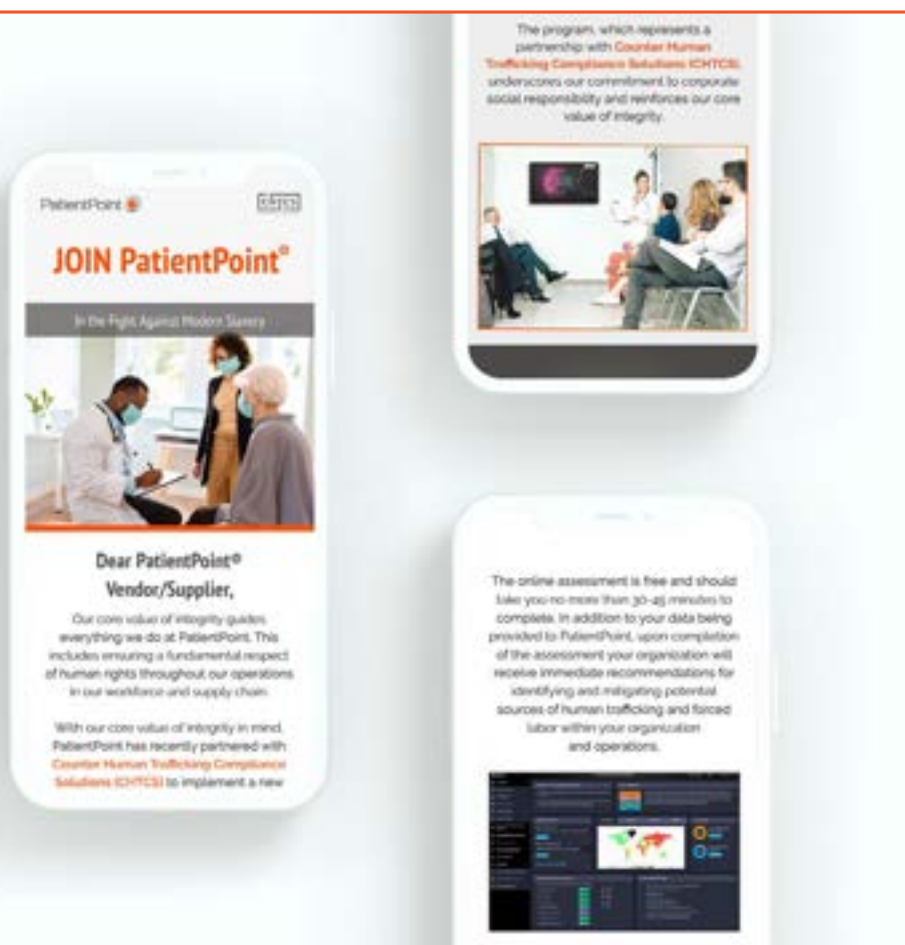 PatientPoint
chtcs
JOIN PatientPoint®
In the Fight Against Modern Slavery
Dear PatientPoint®
Vendor/Supplier,
Our core value of integrity guides
everything we do at PatientPoint. This
includes ensuring a fundamental respect
of human rights throughout our operations
in our workforce and supply chain.
With our core value of integrity in mind,
PatientPoint has recently partnered with
Counter Human Trafficking Compliance
Solutions (CHTCS) to implement a new
The program, which represents a
partnership with Counter Human
Trafficking Compliance Solutions (CHTCS),
underscores our commitment to corporate
social responsibility and reinforces our core
value of integrity.
The online assessment is free and should
take you no more than 30-45 minutes to
complete. In addition to your data being
provided to PatientPoint, upon completion
of the assessment your organization will
receive immediate recommendations for
identifying and mitigating potential
sources of human trafficking and forced
labor within your organization
and operations.